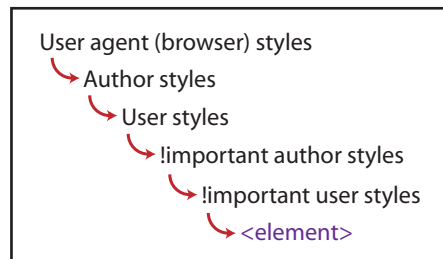 User agent (browser) styles
Author styles
User styles
!important author styles
!important user styles
<element>